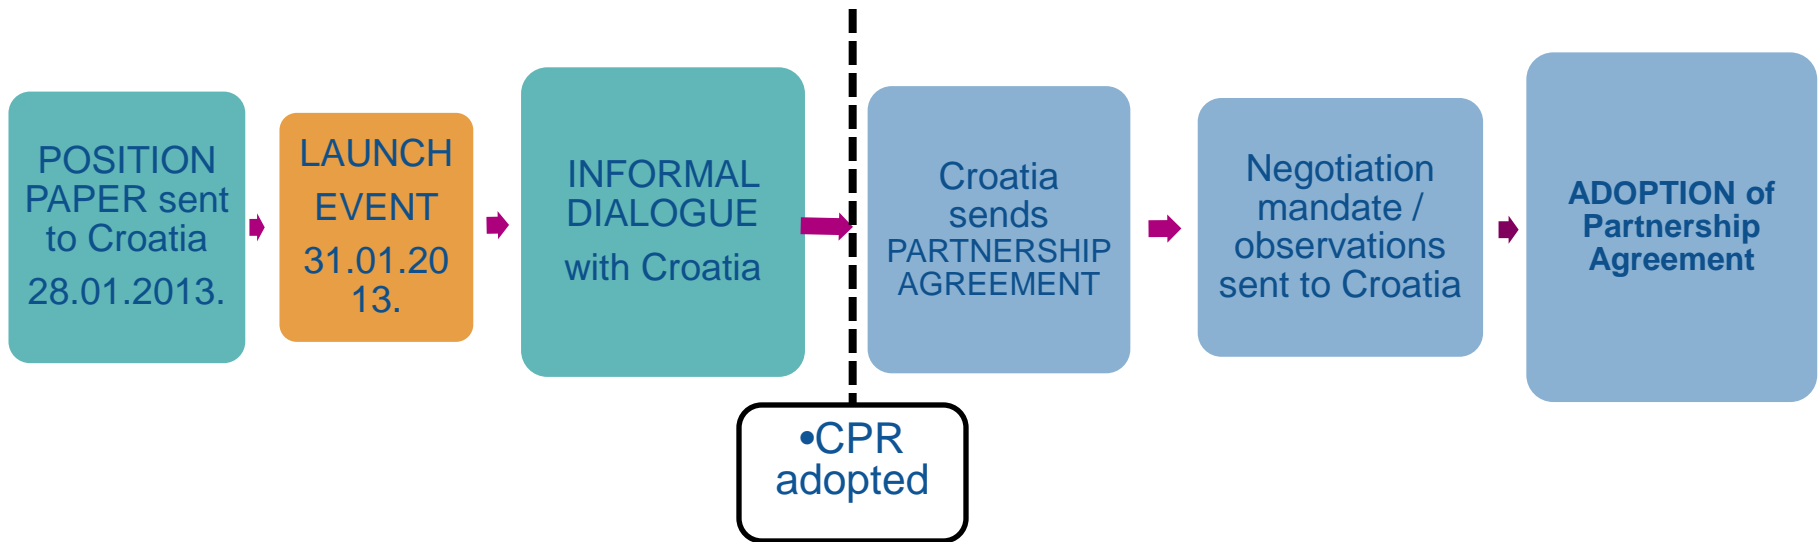 POSITION
PAPER sent
to Croatia
28.01.2013.
LAUNCH
EVENT
31.01.20
13.
INFORMAL
DIALOGUE
with Croatia
•CPR
adopted
Croatia
sends
PARTNERSHIP
AGREEMENT
Negotiation
mandate /
observations
sent to Croatia
ADOPTION of
Partnership
Agreement